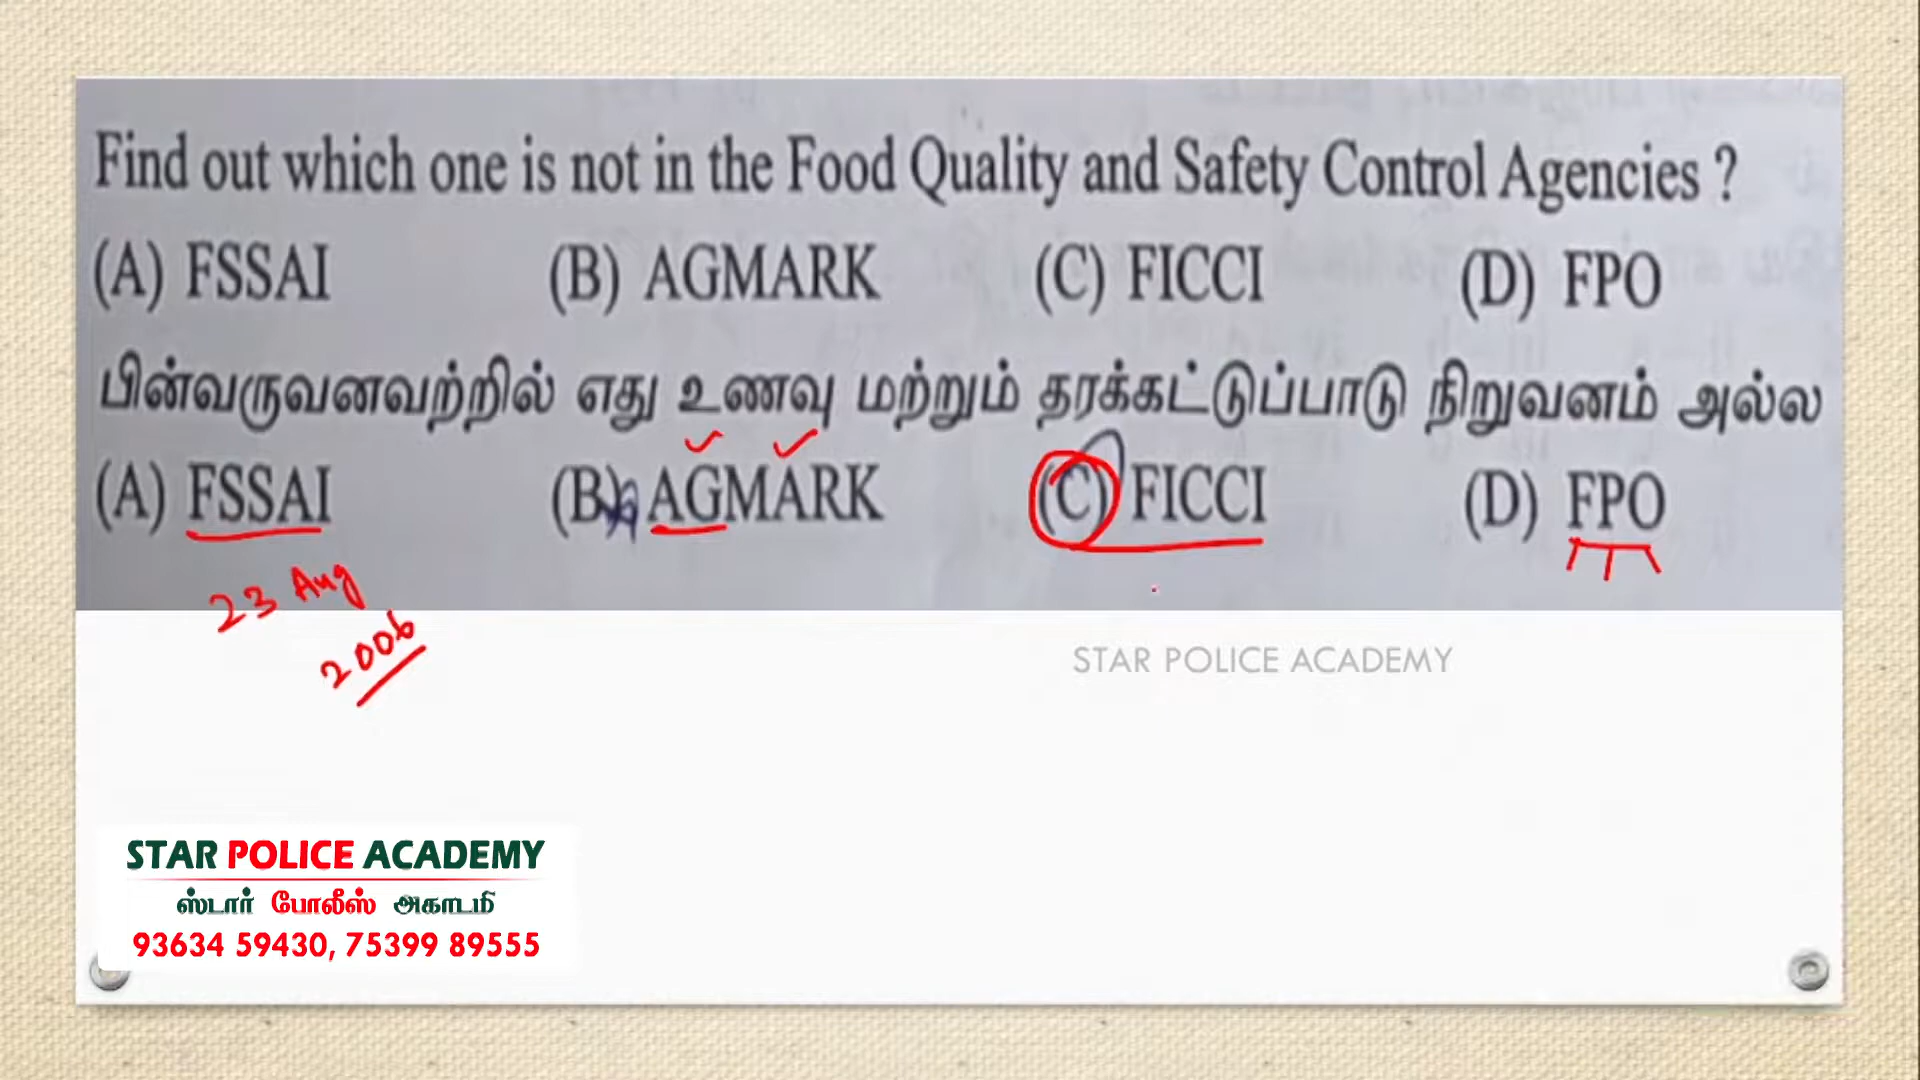 Find out which one is not in the Food Quality and Safety Control Agencies ?
(A) FSSAI (B) AGMARK (C) FICCI (D) FPO
பின்வருவனவற்றில் எது உணவு மற்றும் தரக்கட்டுப்பாடு நிறுவனம் அல்ல
(A) FSSAI (B) AGMARK (C) FICCI (D) FPO
23 Aug
2006
STAR POLICE ACADEMY
STAR POLICE ACADEMY
ஸ்டார் போலீஸ் அகாடமி
93634 59430, 75399 89555